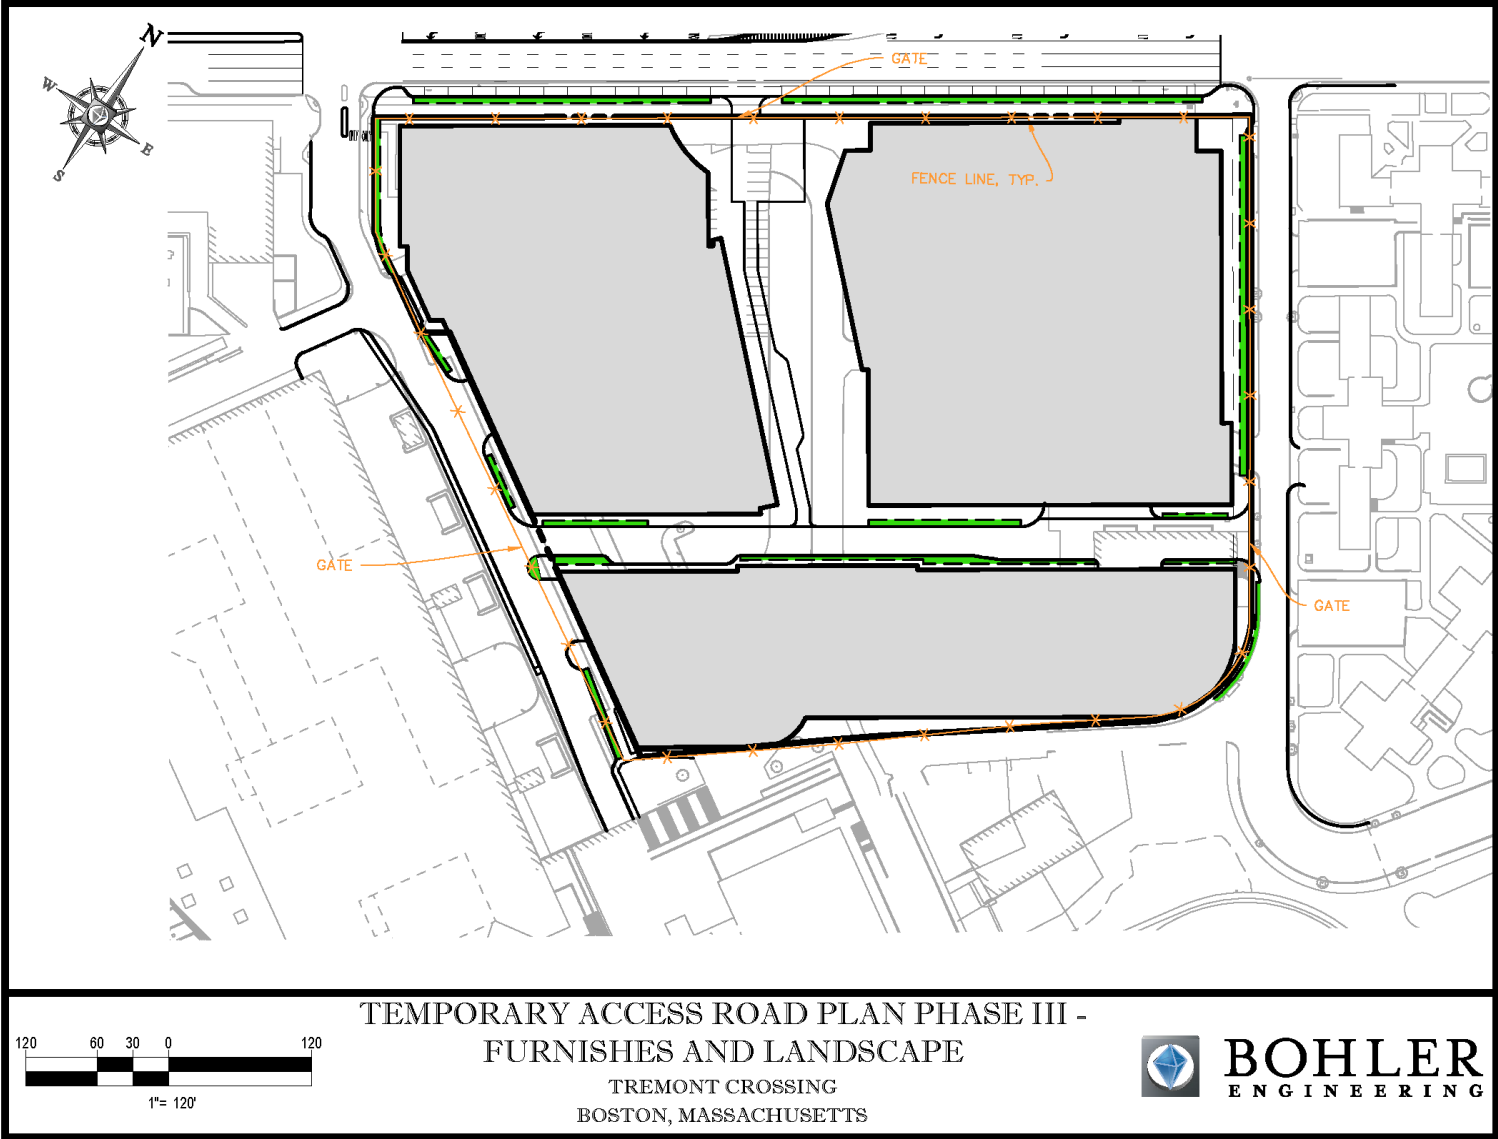 N
W
E
S
GATE
FENCE LINE, TYP.
GATE
GATE
TEMPORARY ACCESS ROAD PLAN PHASE III -
FURNISHES AND LANDSCAPE
TREMONT CROSSING
BOSTON, MASSACHUSETTS
120 60 30 0 120
1"= 120'
BOHLER
ENGINEERING